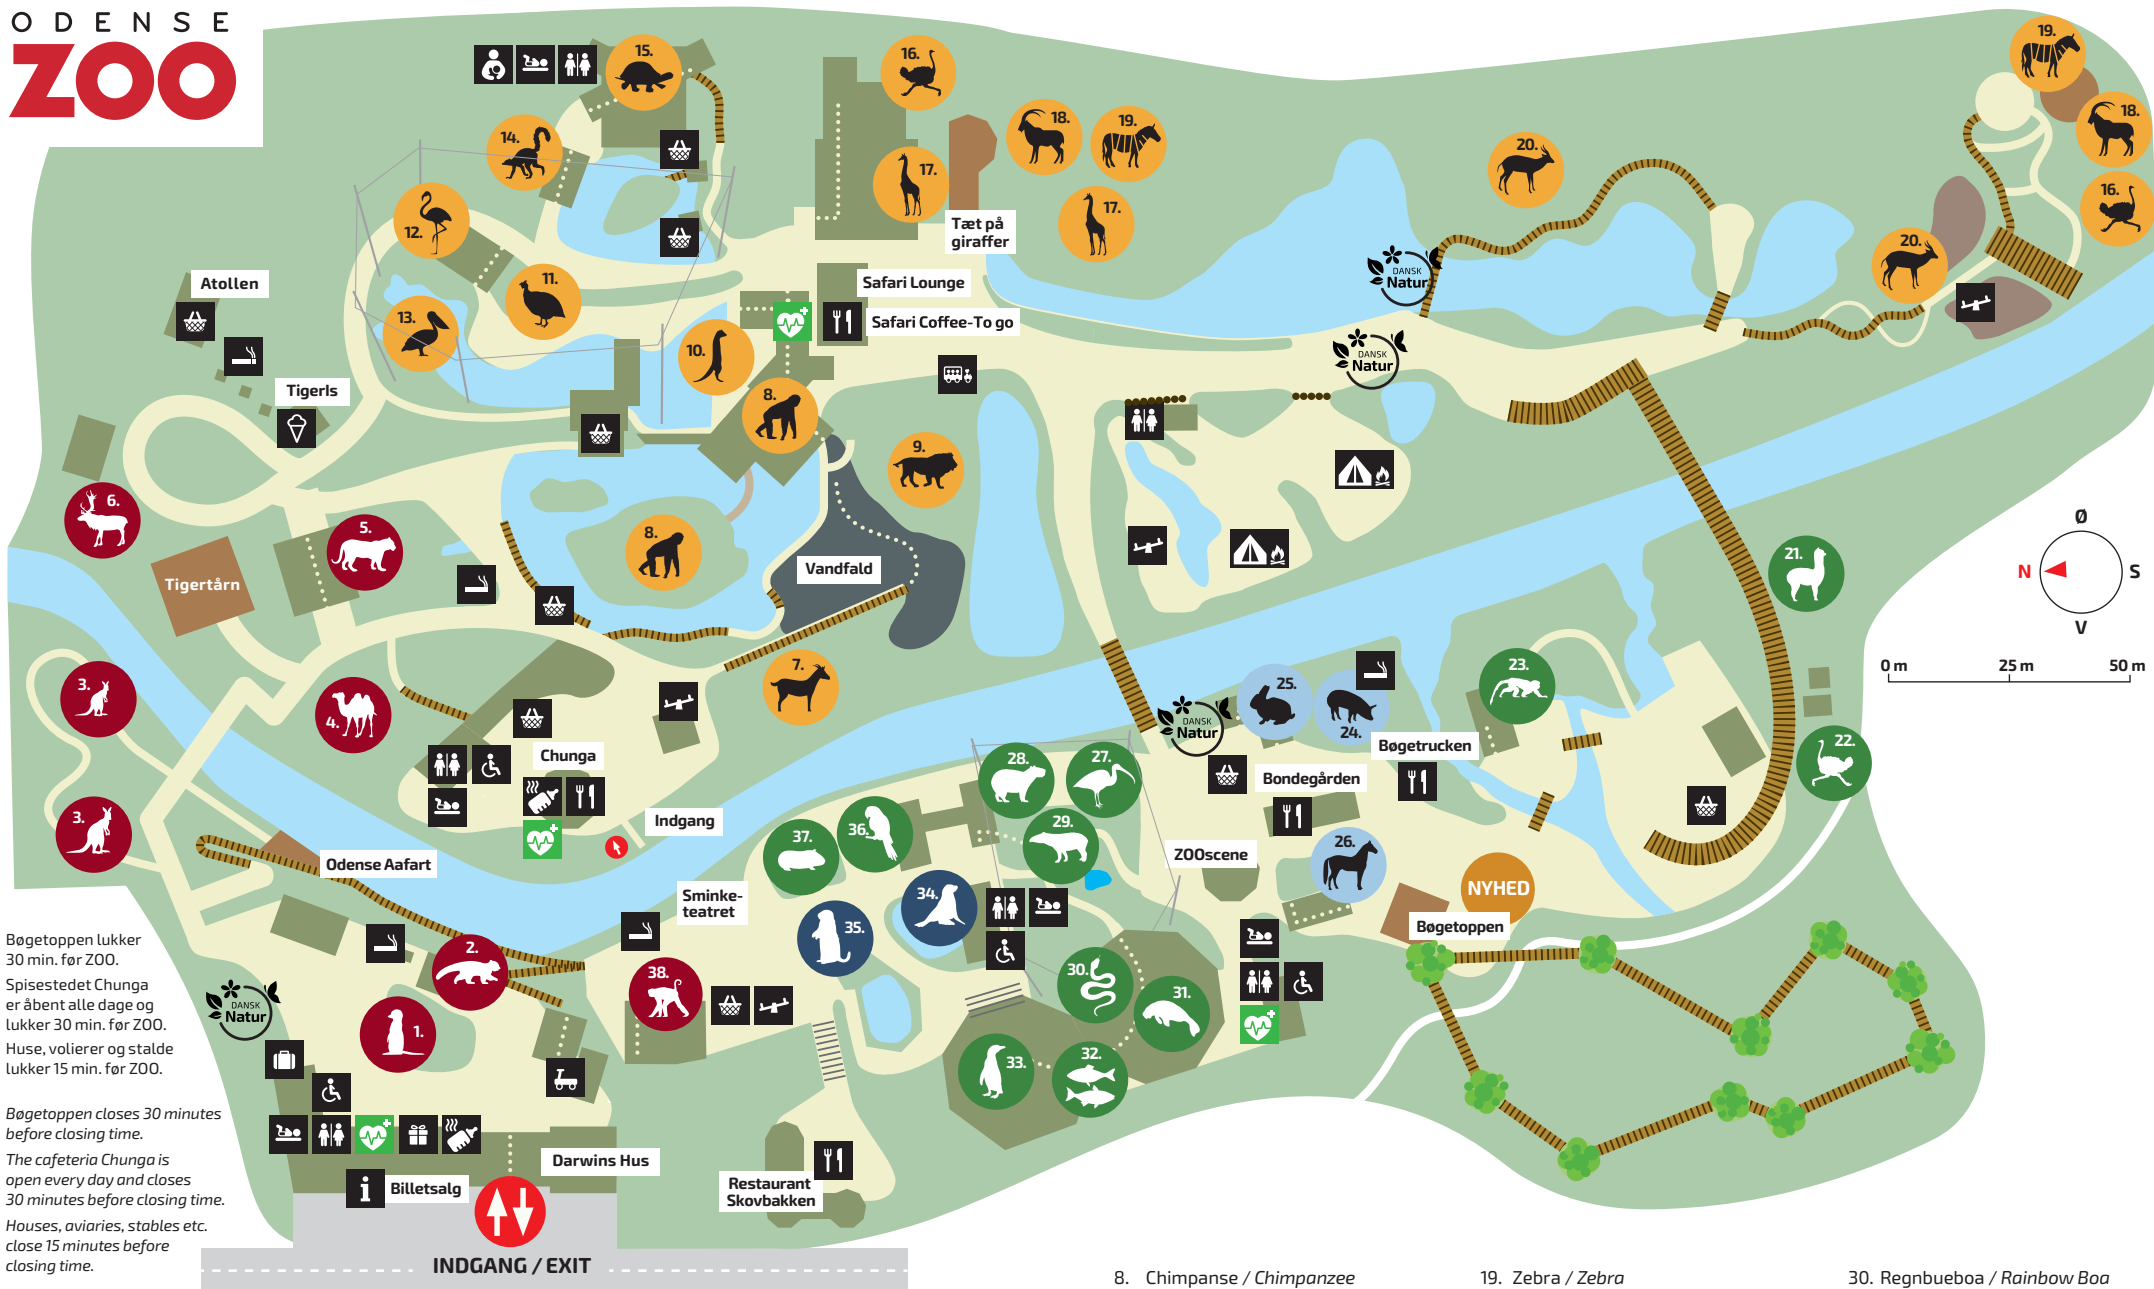 ODENSE
ZOO
15.
16.
19.
18.
16.
14.
18.
19.
17.
17.
20.
20.
12.
11.
13.
10.
Tæt på
giraffer
Atollen
Safari Lounge
Safari Coffee-To go
TigerIs
DANSK
Natur
DANSK
Natur
8.
9.
6.
5.
8.
Tigertårn
Vandfald
Ø
N
S
V
0 m
25 m
50 m
21.
3.
4.
7.
25.
24.
23.
22.
DANSK
Natur
Bøgetrucken
Bondegården
Chunga
28.
27.
29.
Indgang
3.
37.
36.
ZOOscene
26.
NYHED
Bøgetoppen
Odense Aafart
Sminke-
teatret
34.
35.
2.
38.
30.
31.
1.
33.
32.
DANSK
Natur
Bøgetoppen lukker
30 min. før ZOO.
Spisestedet Chunga
er åbent alle dage og
lukker 30 min. før ZOO.
Huse, volierer og stalde
lukker 15 min. før ZOO.
Bøgetoppen closes 30 minutes
before closing time.
The cafeteria Chunga is
open every day and closes
30 minutes before closing time.
Houses, aviaries, stables etc.
close 15 minutes before
closing time.
i
Billetsalg
Darwins Hus
Restaurant
Skovbakken
INDGANG / EXIT
8. Chimpanse / Chimpanzee
19. Zebra / Zebra
30. Regnbueboa / Rainbow Boa